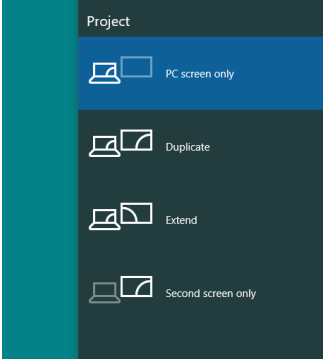 Project
PC screen only
Duplicate
Extend
Second screen only